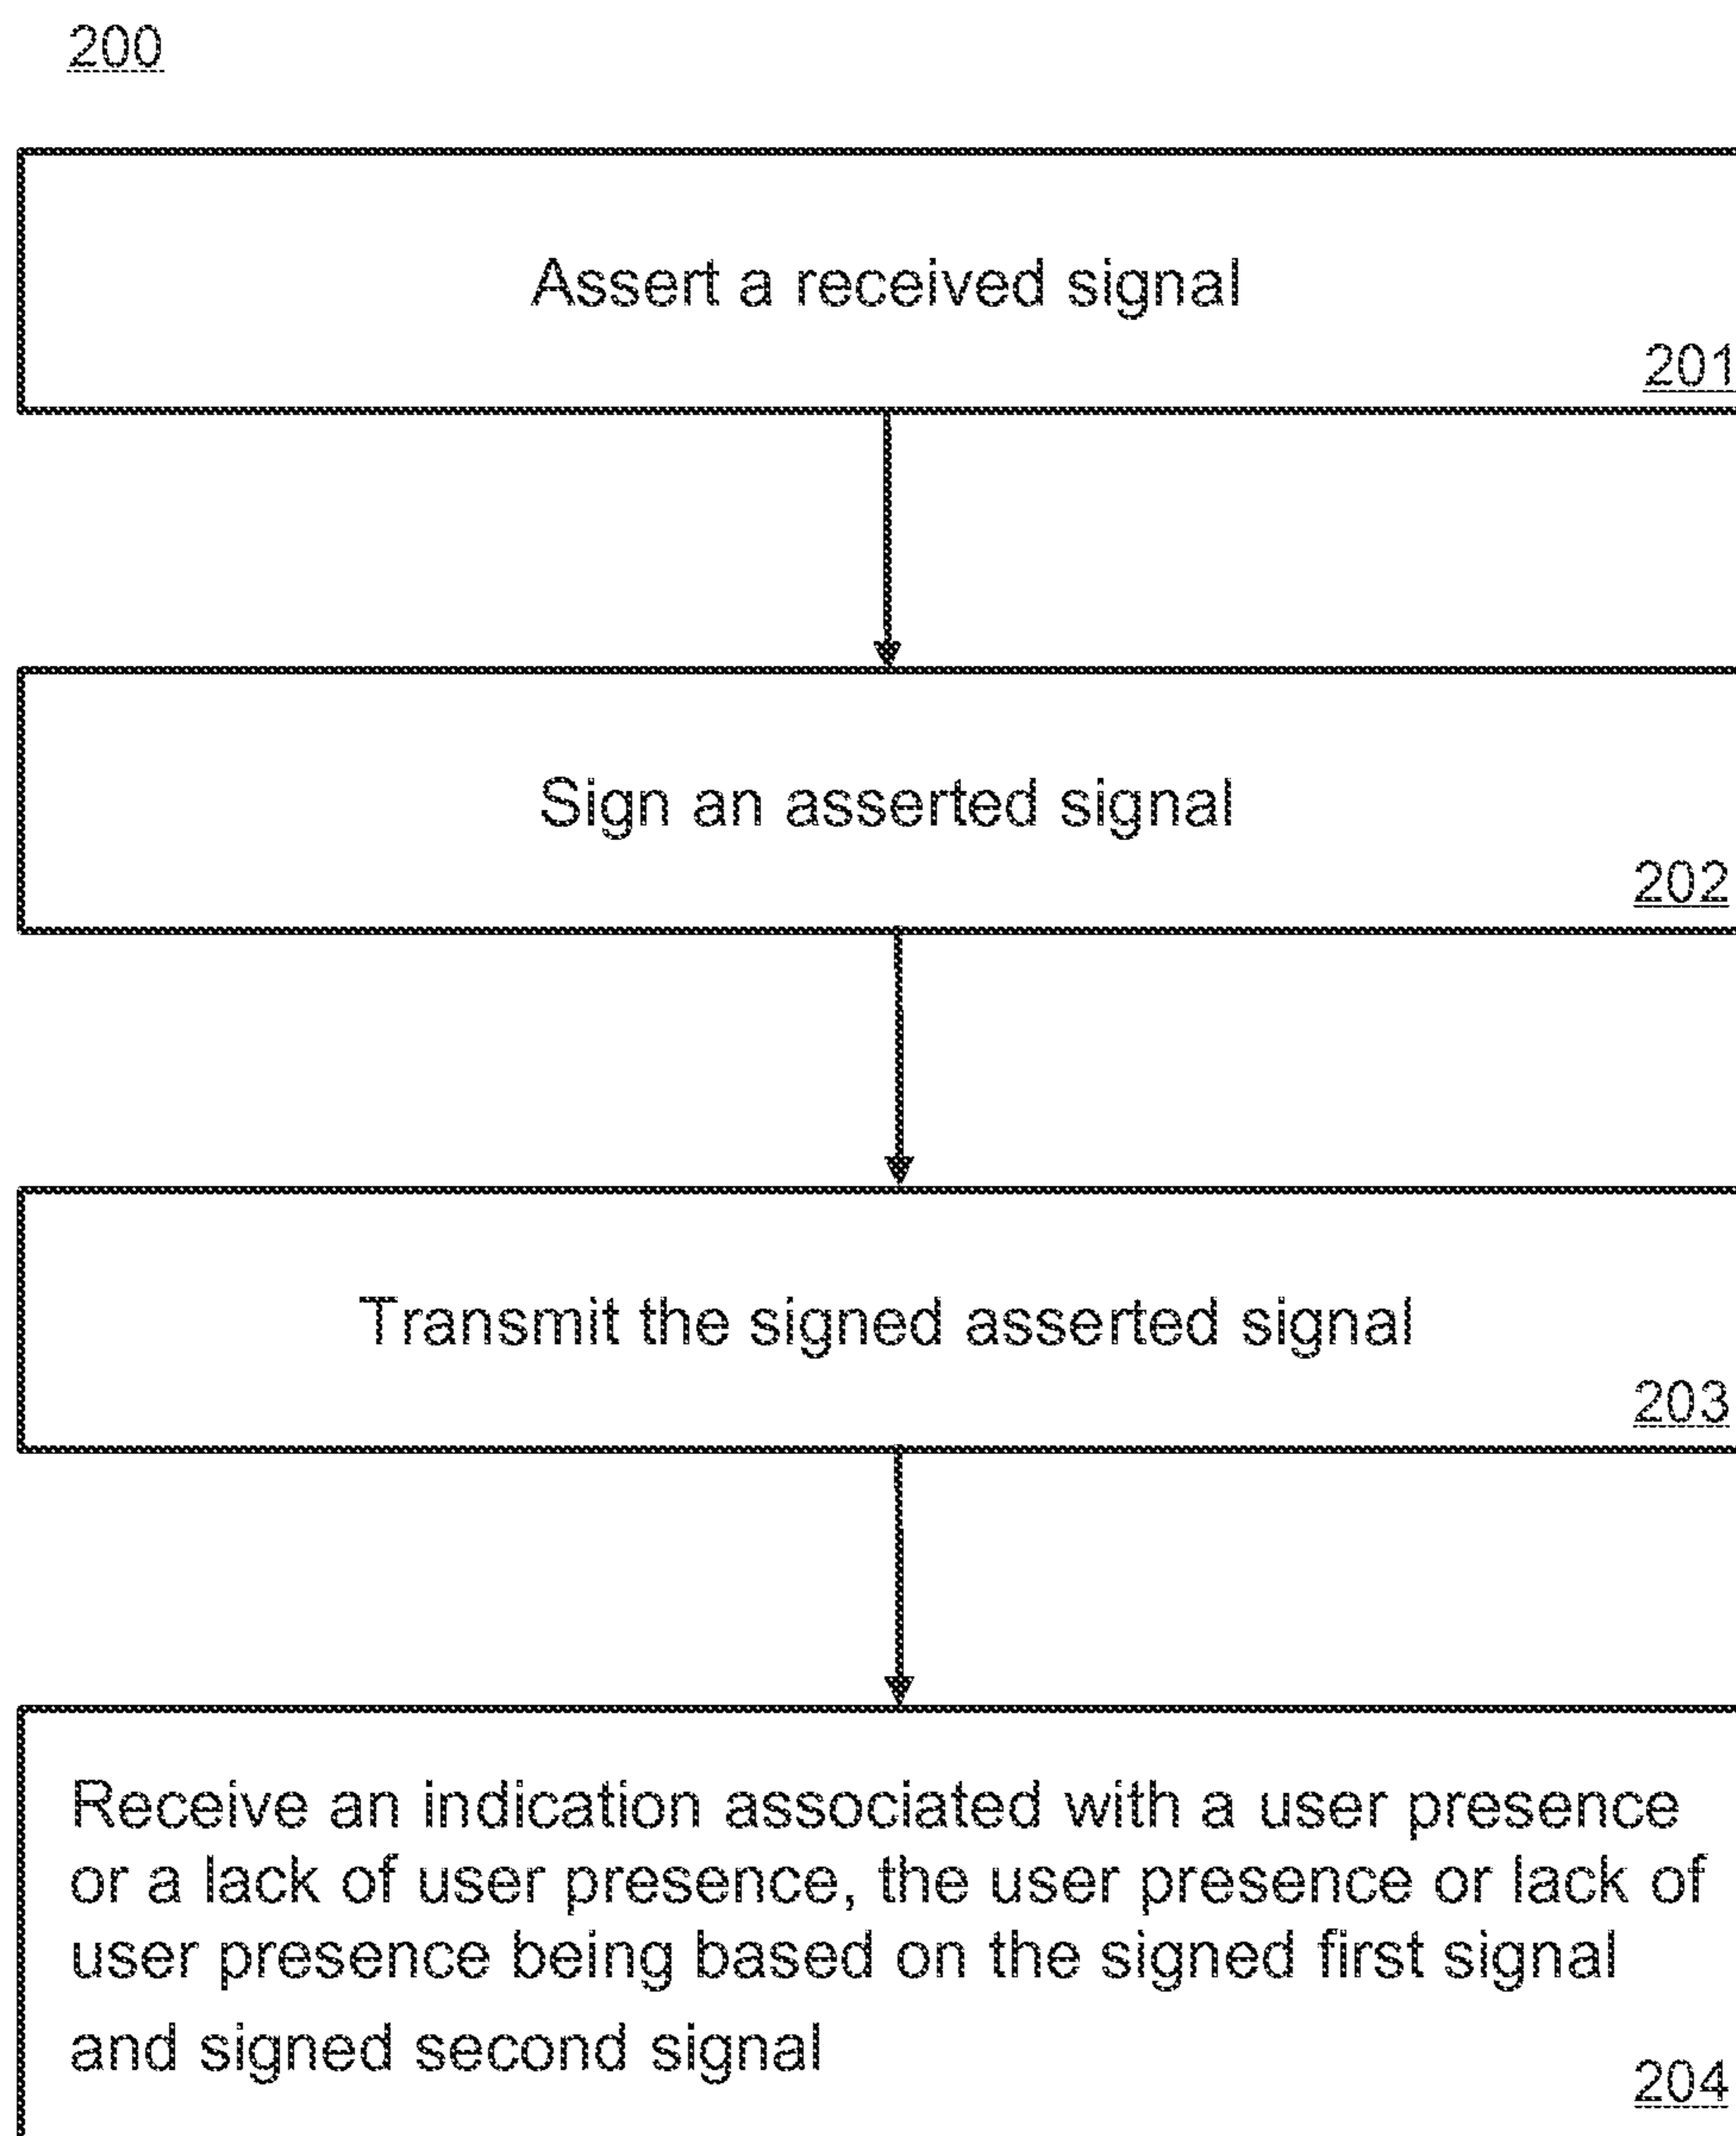 200
Assert a received signal
201
Sign an asserted signal
202
Transmit the signed asserted signal
203
Receive an indication associated with a user presence
or a lack of user presence, the user presence or lack of
user presence being based on the signed first signal
and signed second signal
204